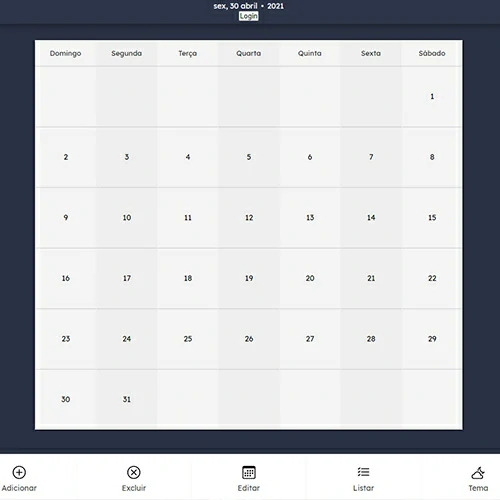 sex, 30 abril • 2021
Login
Domingo Segunda Terça Quarta Quinta Sexta Sábado
1
2 3 4 5 6 7 8
9 10 11 12 13 14 15
16 17 18 19 20 21 22
23 24 25 26 27 28 29
30 31
Adicionar Excluir Editar Listar Tema